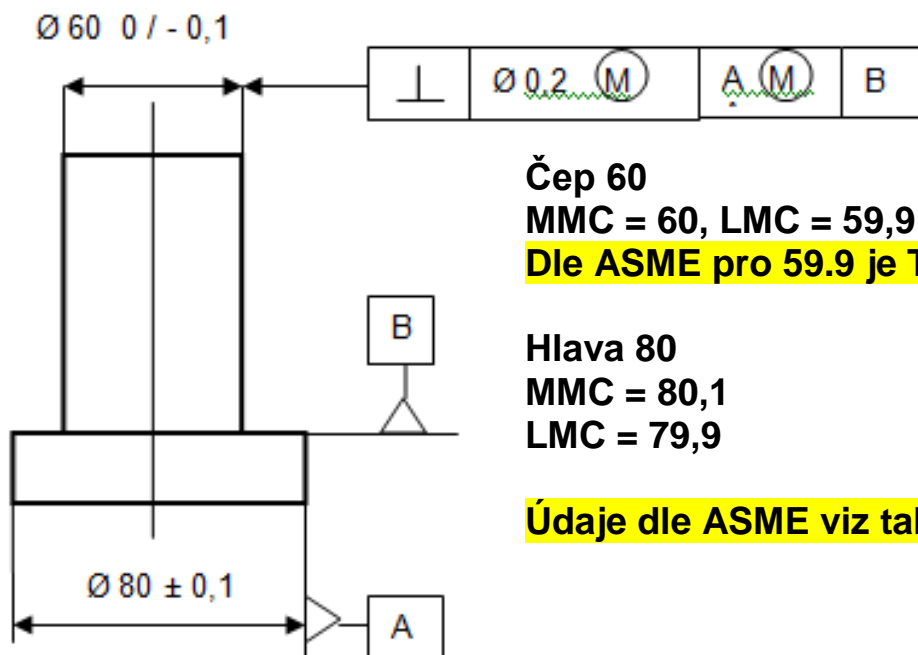 Ø 60 0 / - 0,1
⊥ Ø 0,2 Ⓜ A Ⓜ B
Čep 60
MMC = 60, LMC = 59,9
Dle ASME pro 59.9 je
B
Hlava 80
MMC = 80,1
LMC = 79,9
Údaje dle ASME viz
Ø 80 ± 0,1
A